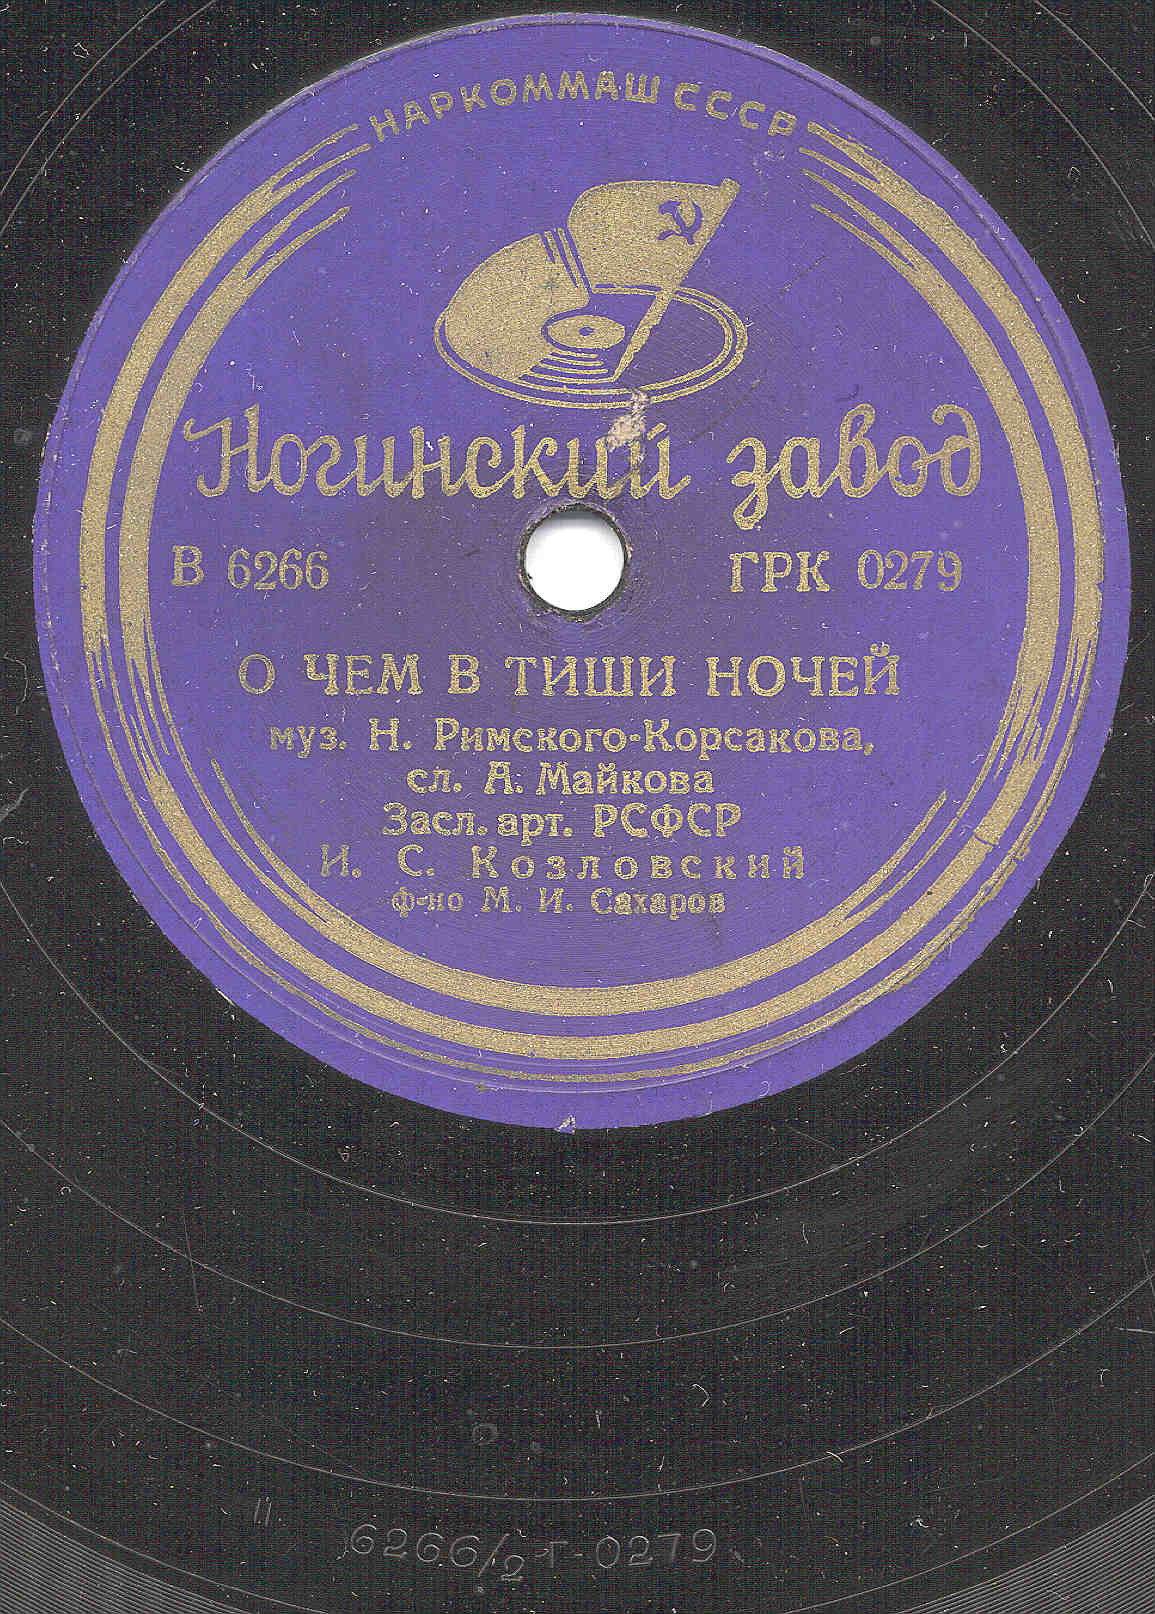 НАРКОММАШ СССР
Ногинский завод
В 6266
ГРК 0279
О ЧЕМ В ТИШИ НОЧЕЙ
муз. Н. Римского-Корсакова,
сл. А. Майкова
Засл. арт. РСФСР
И. С. Козловский
ф-но М. И. Сахаров
6266/2 Г-0279